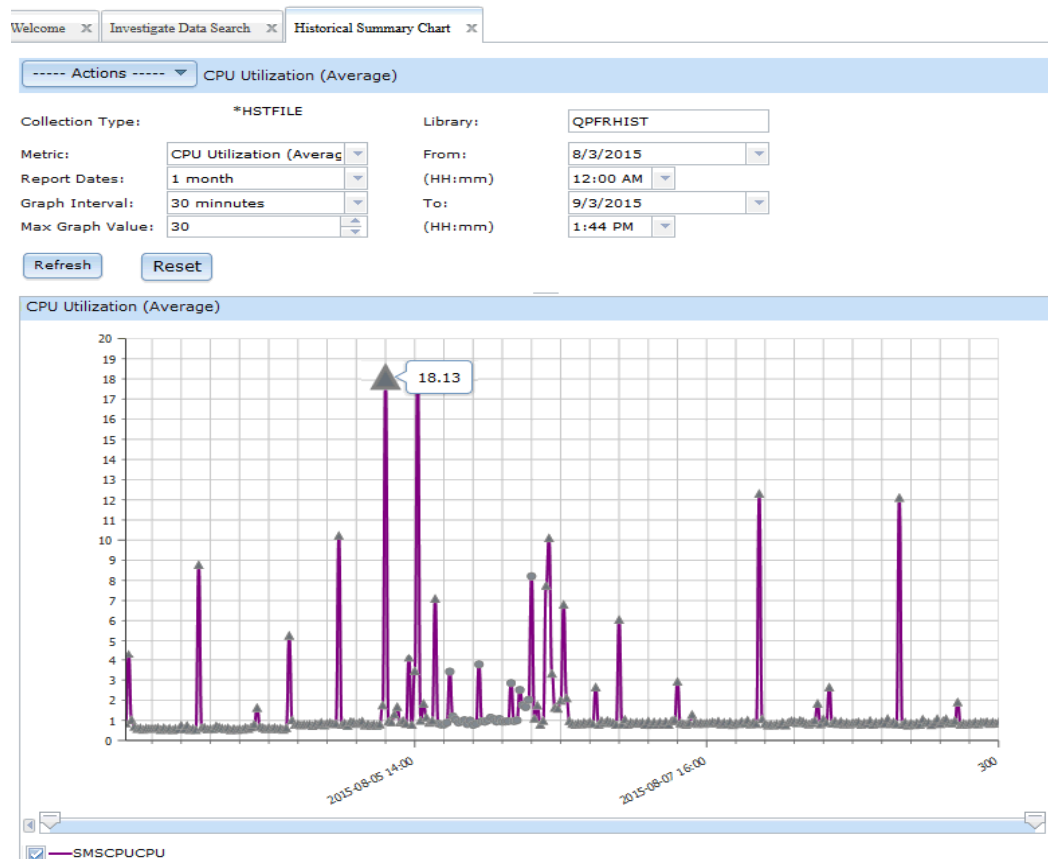 Welcome X Investigate Data Search X Historical Summary Chart X
----- Actions ----- CPU Utilization (Average)
*HSTFILE
Collection Type: Library: QPFRHIST
Metric: CPU Utilization (Averag From: 8/3/2015
Report Dates: 1 month (HH:mm) 12:00 AM
Graph Interval: 30 minnutes To: 9/3/2015
Max Graph Value: 30 (HH:mm) 1:44 PM
Refresh Reset
CPU Utilization (Average)
20
19
18
18.13
17
16
15
14
13
12
11
10
9
8
7
6
5
4
3
2
1
0
2015-08-05 14:00 2015-08-07 16:00 300
SMSCPUCPU